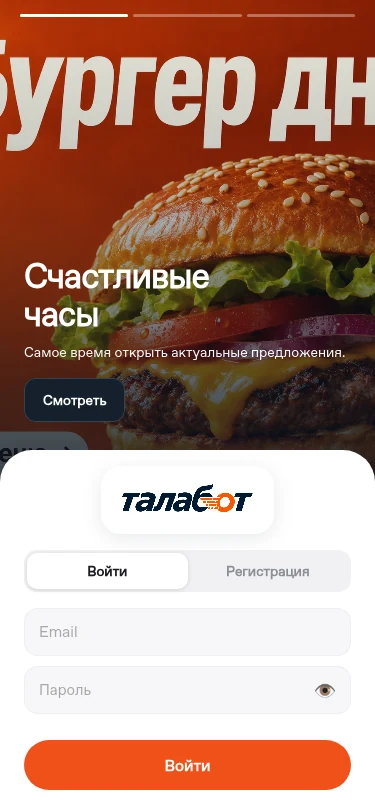 бургер дн
Счастливые
часы
Самое время открыть актуальные предложения.
Смотреть
талабот
Войти
Регистрация
Email
Пароль
Войти